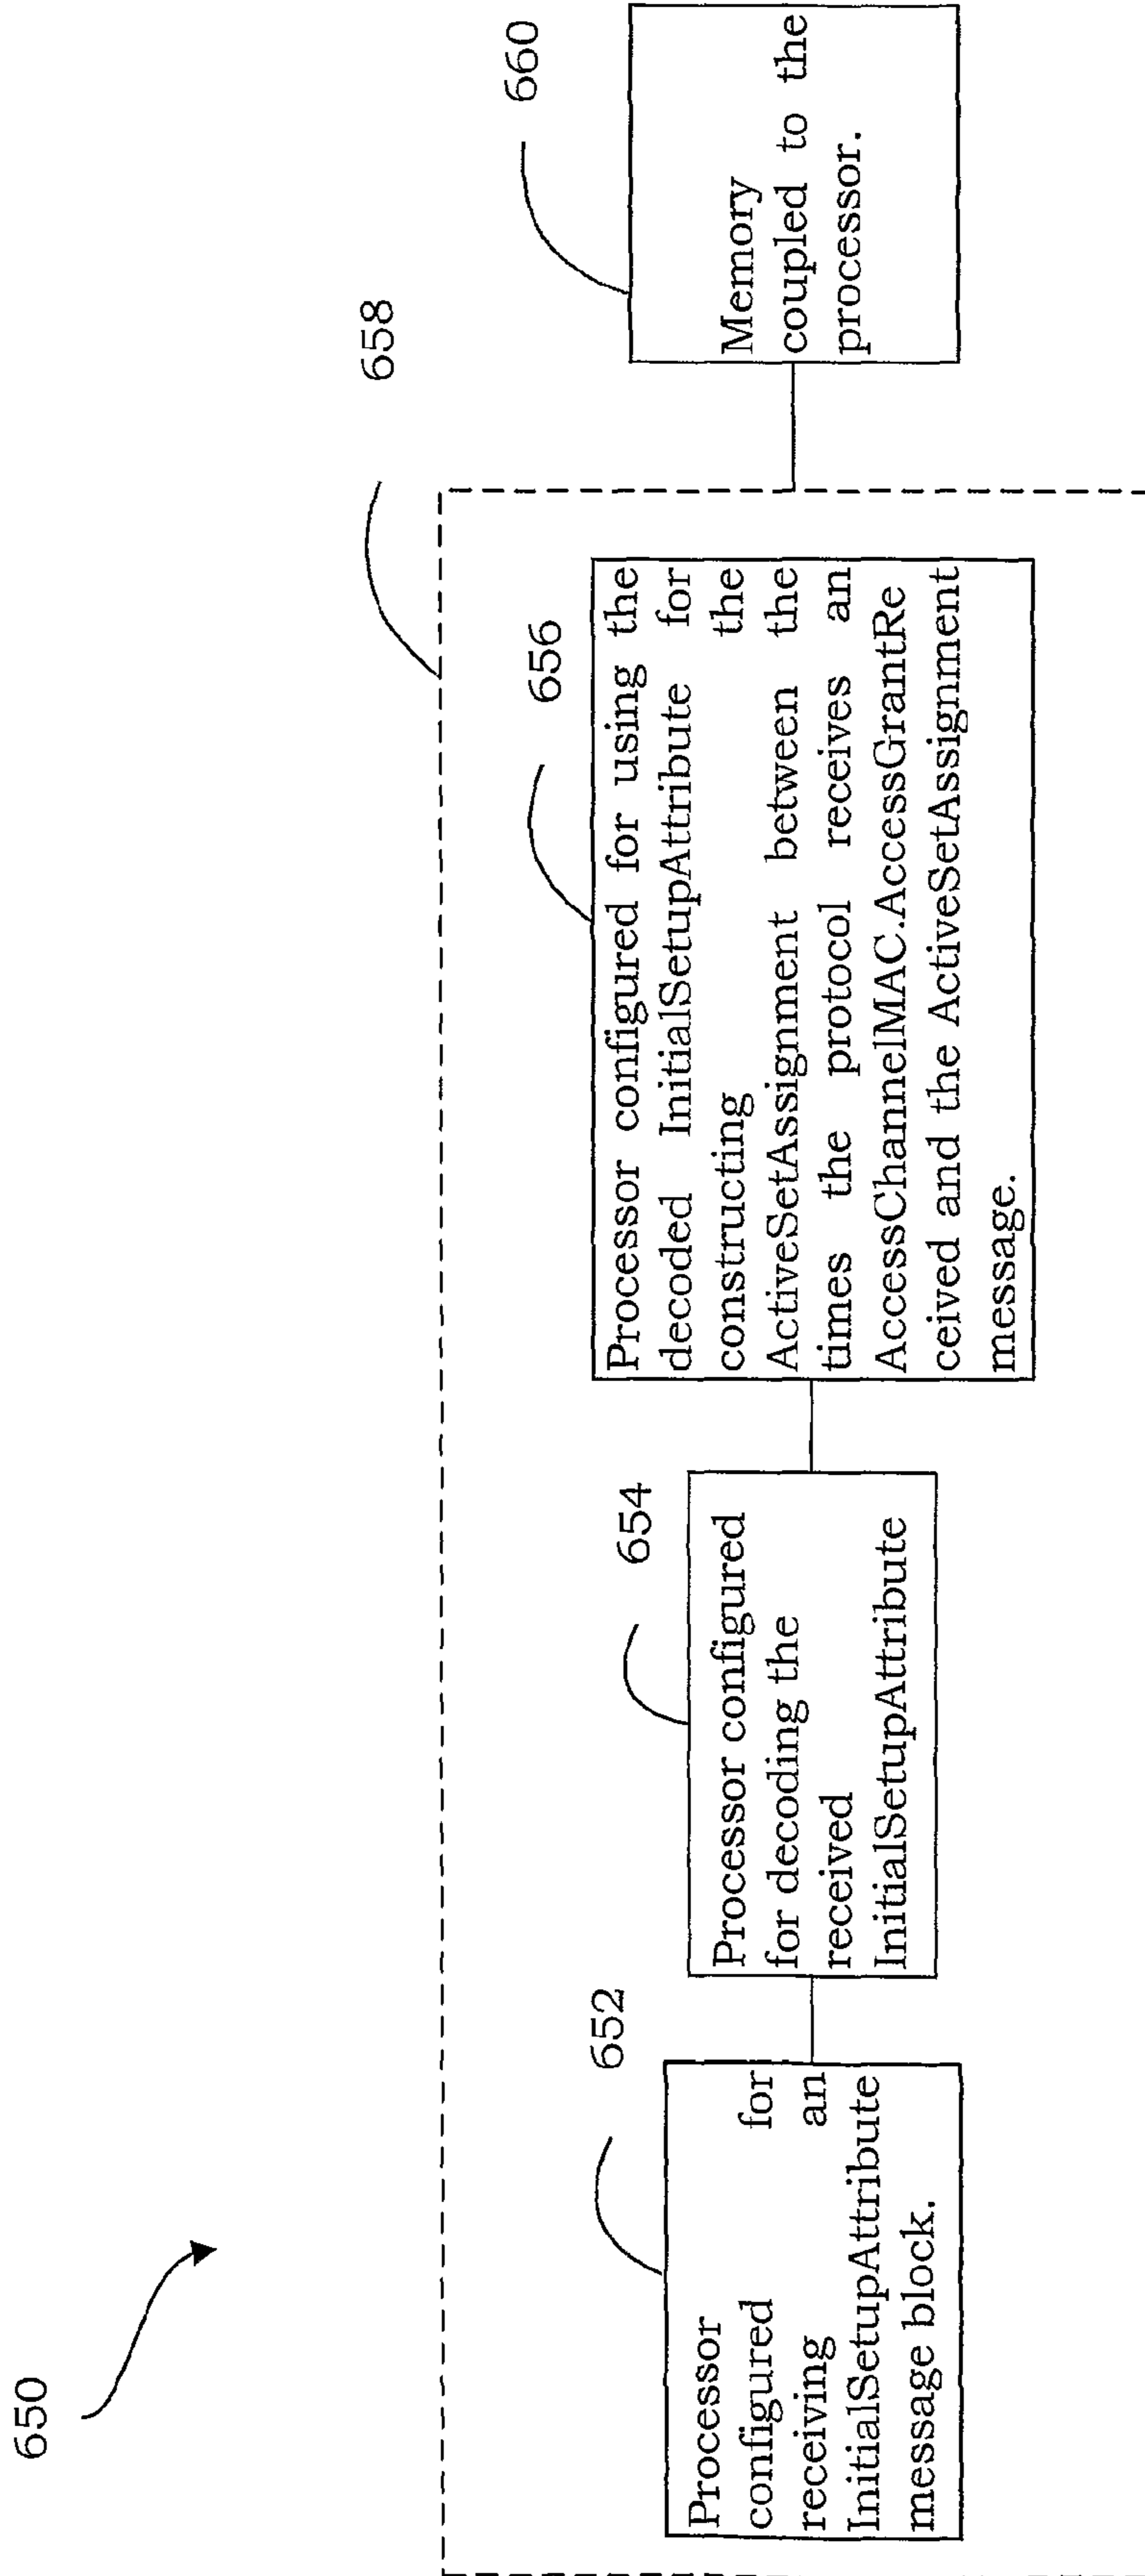 650
652
Processor
configured for
receiving an
InitialSetupAttribute
message block.
654
Processor configured
for decoding the
received
InitialSetupAttribute
656
Processor configured for using the
decoded InitialSetupAttribute for
constructing the
ActiveSetAssignment between the
times the protocol receives an
AccessChannelMAC.AccessGrantRe
ceived and the ActiveSetAssignment
message.
658
660
Memory
coupled to the
processor.